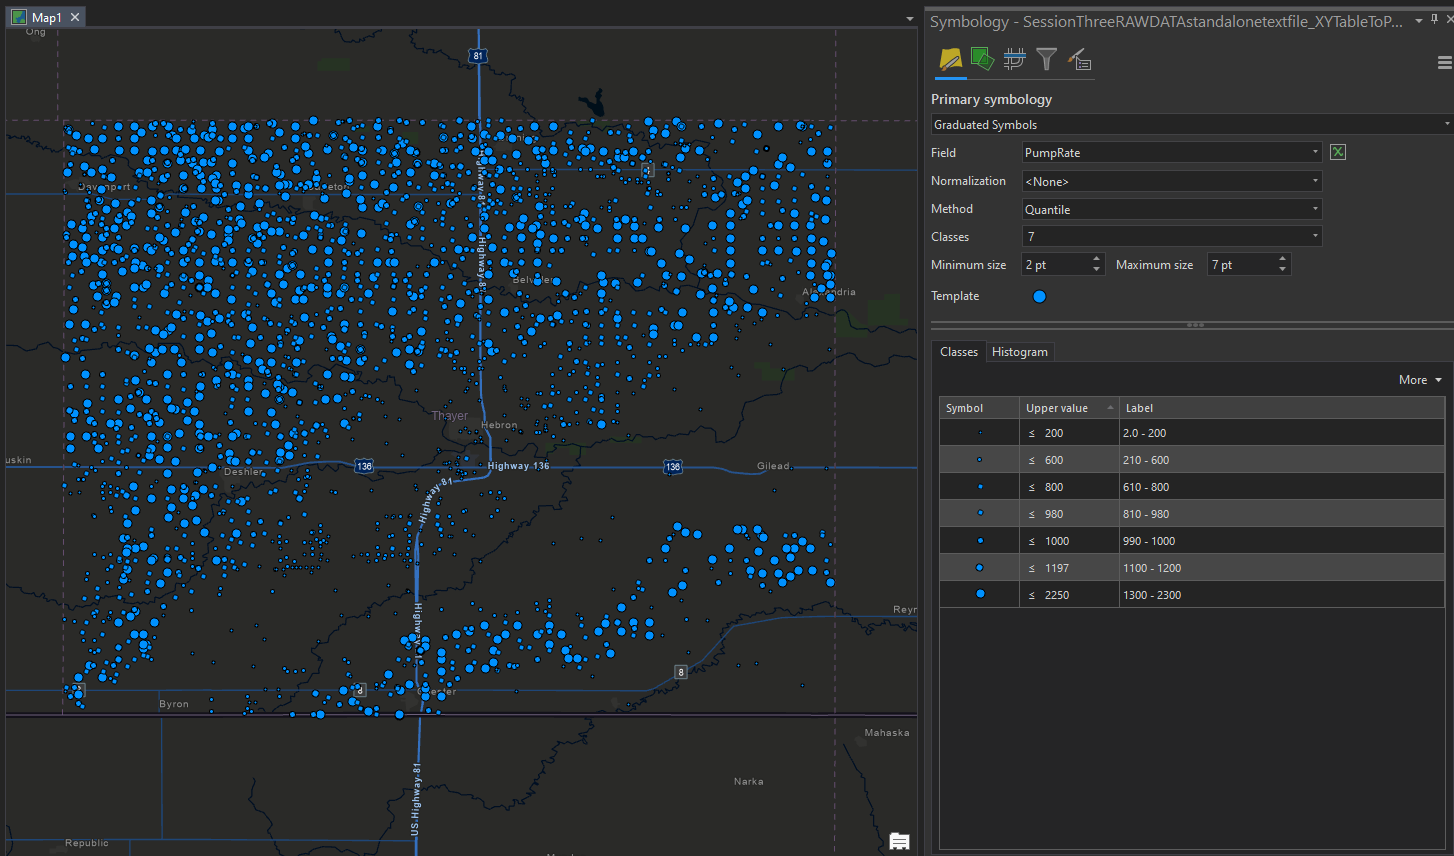 Map1
Symbology - SessionThreeRAWDATAstandalonetextfile_XYTableToP...
Primary symbology
Graduated Symbols
Field PumpRate
Normalization <None>
Method Quantile
Classes 7
Minimum size 2 pt Maximum size 7 pt
Template
Classes Histogram
More
Symbol Upper value Label
≤ 200 2.0 - 200
≤ 600 210 - 600
≤ 800 610 - 800
≤ 980 810 - 980
≤ 1000 990 - 1000
≤ 1197 1100 - 1200
≤ 2250 1300 - 2300
Ong
81
Highway 81
Davenport
Belvidere
Alexandria
Thayer
Hebron
uskin
136
Highway 136
136
Gilead
Deshler
Highway-81
Reyn
8
Chester
Byron
Mahaska
Narka
US Highway 81
Republic